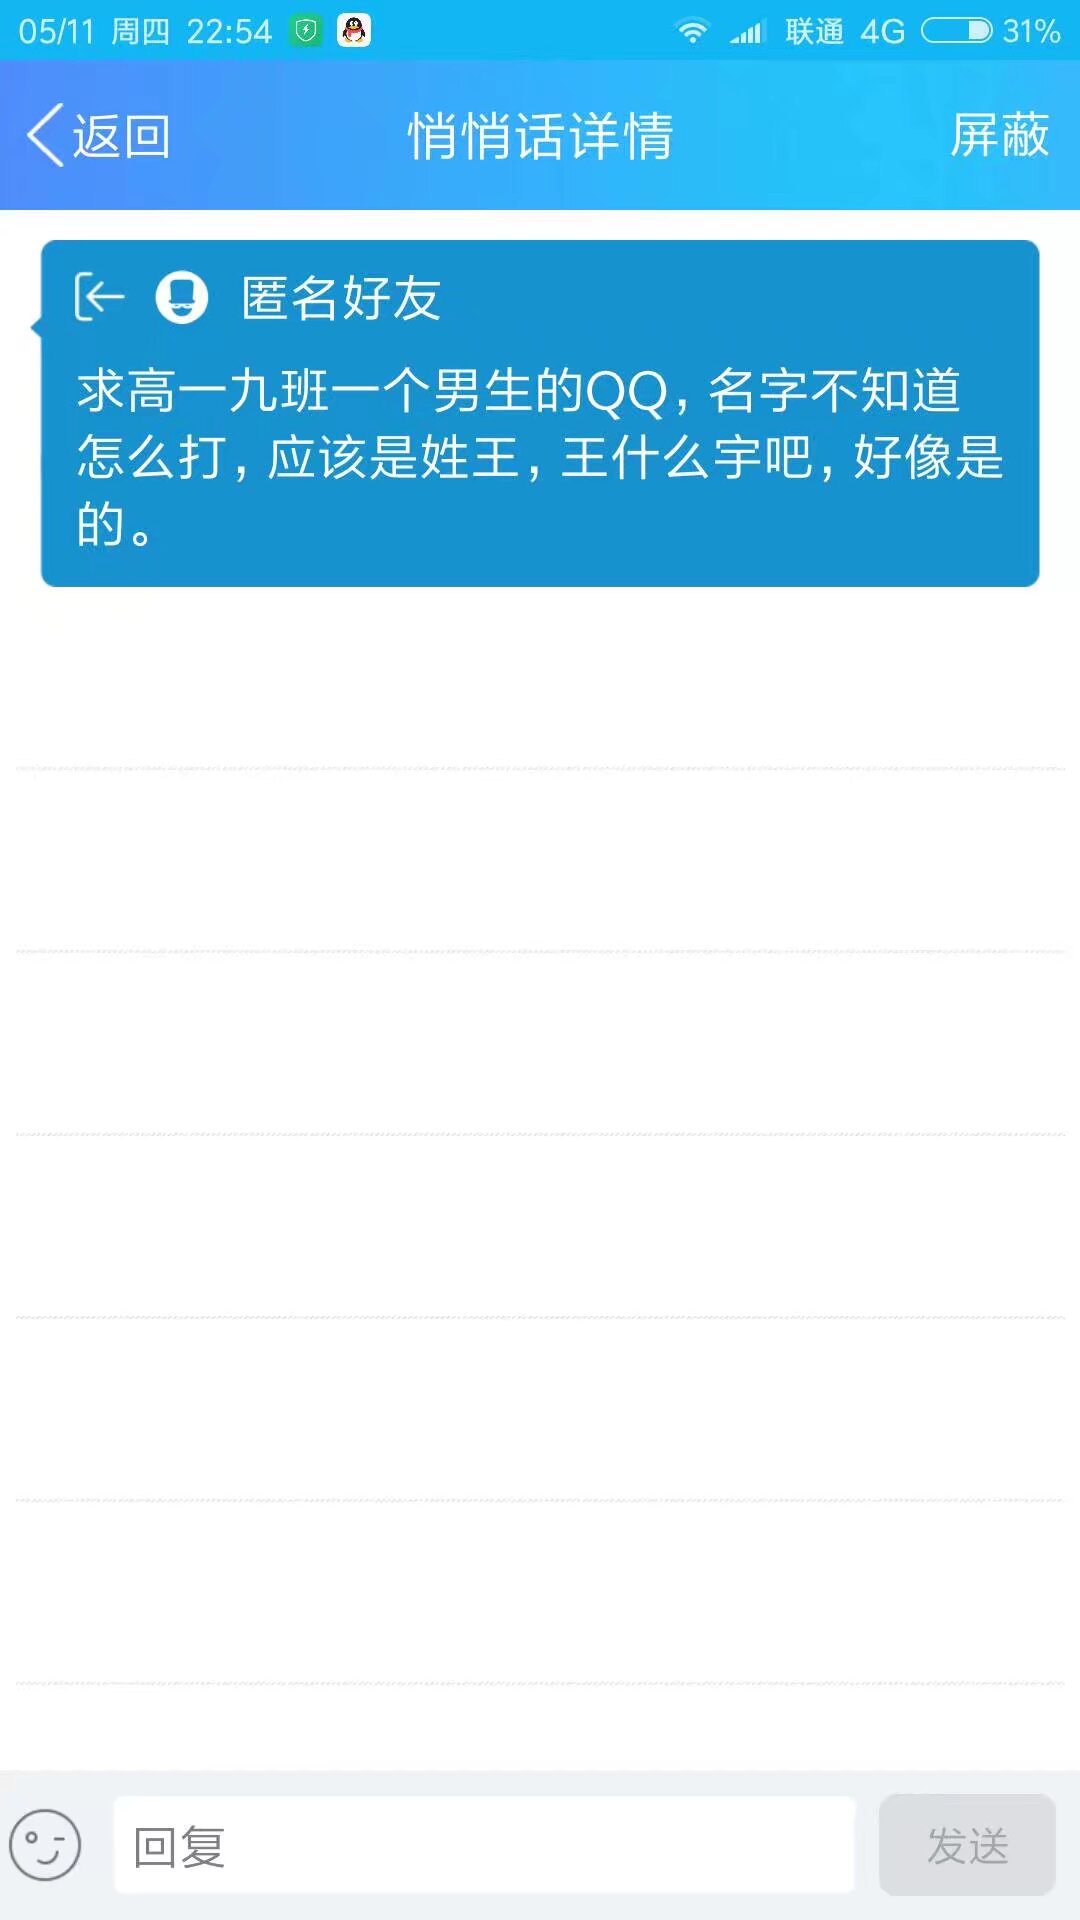 05/11 周四 22:54 联通 4G 31%
返回 悄悄话详情 屏蔽
匿名好友
求高一九班一个男生的QQ，名字不知道
怎么打，应该是姓王，王什么宇吧，好像是
的。
回复 发送